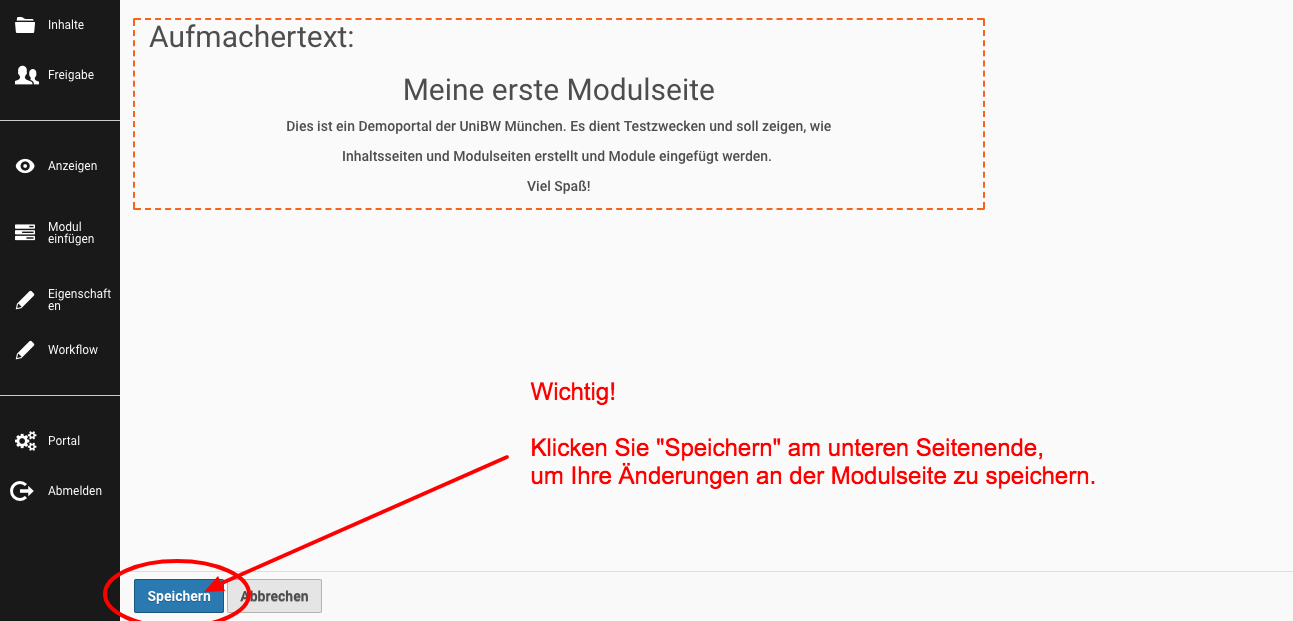 Inhalte
Freigabe
Anzeigen
Modul
einfügen
Eigenschaft
en
Workflow
Portal
Abmelden
Aufmachertext:
Meine erste Modulseite
Dies ist ein Demoportal der UniBW München. Es dient Testzwecken und soll zeigen, wie
Inhaltsseiten und Modulseiten erstellt und Module eingefügt werden.
Viel Spaß!
Wichtig!
Klicken Sie "Speichern" am unteren Seitenende,
um Ihre Änderungen an der Modulseite zu speichern.
Speichern
Abbrechen